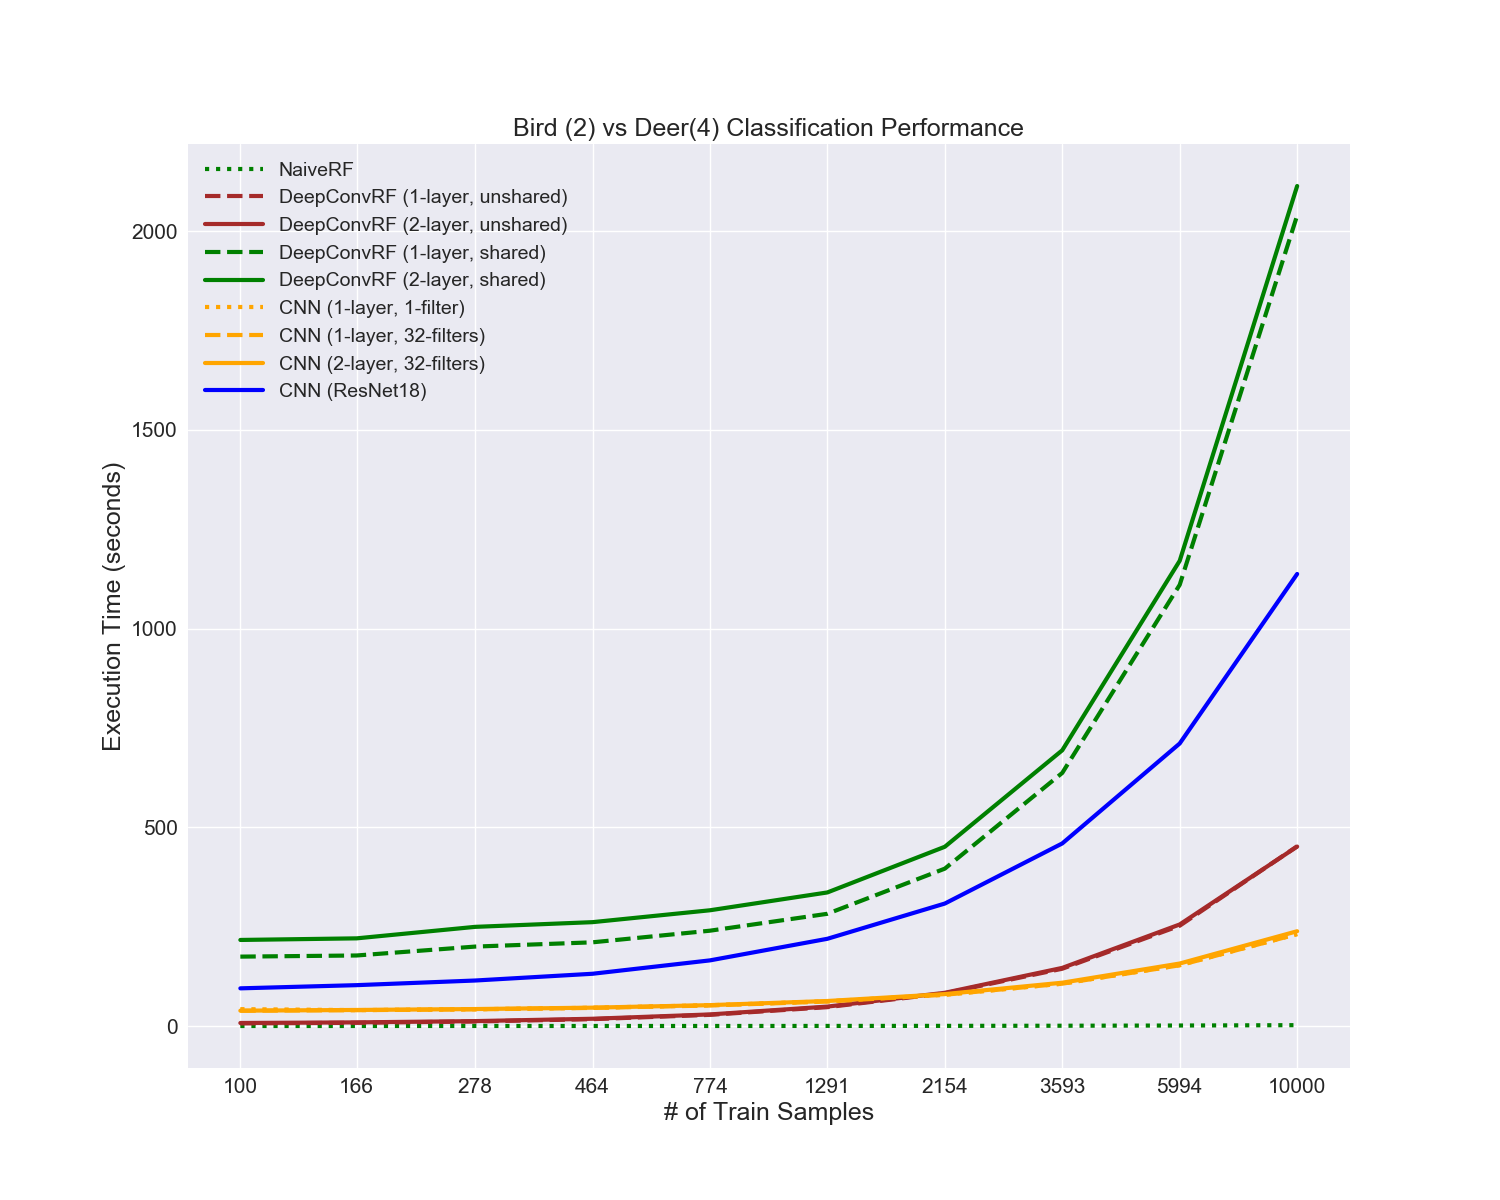 Bird (2) vs Deer(4) Classification Performance
NaiveRF
DeepConvRF (1-layer, unshared)
DeepConvRF (2-layer, unshared)
DeepConvRF (1-layer, shared)
DeepConvRF (2-layer, shared)
CNN (1-layer, 1-filter)
CNN (1-layer, 32-filters)
CNN (2-layer, 32-filters)
CNN (ResNet18)
Execution Time (seconds)
2000
1500
1000
500
0
100 166 278 464 774 1291 2154 3593 5994 10000
# of Train Samples